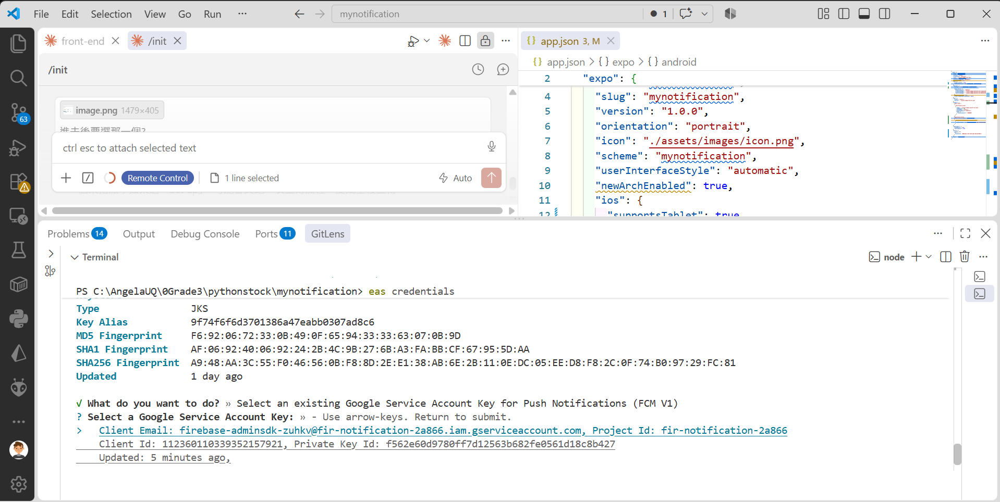 File Edit Selection View Go Run ···
mynotification
1
front-end
/init
/init
image.png 1479×405
進去後要選那一個?
ctrl esc to attach selected text
Remote Control
1 line selected
Auto
app.json 3, M
{} app.json > { } expo > { } android
2 "expo": {
4 "slug": "mynotification",
5 "version": "1.0.0",
6 "orientation": "portrait",
7 "icon": "./assets/images/icon.png",
8 "scheme": "mynotification",
9 "userInterfaceStyle": "automatic",
10 "newArchEnabled": true,
11 "ios": {
12 "supportsTablet": true
63
Problems 14 Output Debug Console Ports 11 GitLens
Terminal
node
PS C:\AngelaUQ\0Grade3\pythonstock\mynotification> eas credentials
Type JKS
Key Alias 9f74f6f6d3701386a47eabb0307ad8c6
MD5 Fingerprint F6:92:06:72:33:0B:49:0F:65:94:33:33:63:07:0B:9D
SHA1 Fingerprint AF:06:92:40:06:92:24:2B:4C:9B:27:6B:A3:FA:BB:CF:67:95:5D:AA
SHA256 Fingerprint A9:48:AA:3C:55:F0:46:56:0B:F8:8D:2E:E1:38:AB:6E:2B:11:0E:DC:05:EE:D8:F8:2C:0F:74:B0:97:29:FC:81
Updated 1 day ago
√ What do you want to do? » Select an existing Google Service Account Key for Push Notifications (FCM V1)
? Select a Google Service Account Key: » - Use arrow-keys. Return to submit.
> Client Email: firebase-adminsdk-zuhkv@fir-notification-2a866.iam.gserviceaccount.com, Project Id: fir-notification-2a866
Client Id: 112360110339352157921, Private Key Id: f562e60d9780ff7d12563b682fe0561d18c8b427
Updated: 5 minutes ago,